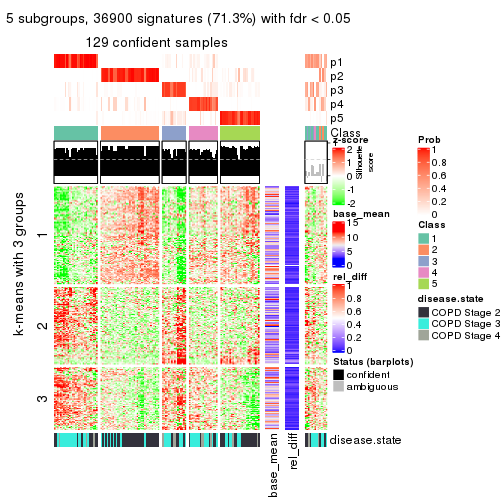 5 subgroups, 36900 signatures (71.3%) with fdr < 0.05
129 confident samples
p1
p2
p3
p4
p5
Class
z-score
2
1
0
-1
-2
Silhouette
score
base_mean
15
10
5
0
rel_diff
1
0.8
0.6
0.4
0.2
0
Status (barplots)
confident
ambiguous
Prob
1
0.8
0.6
0.4
0.2
0
Class
1
2
3
4
5
disease.state
COPD Stage 2
COPD Stage 3
COPD Stage 4
k-means with 3 groups
1
2
3
disease.state
base_mean
rel_diff